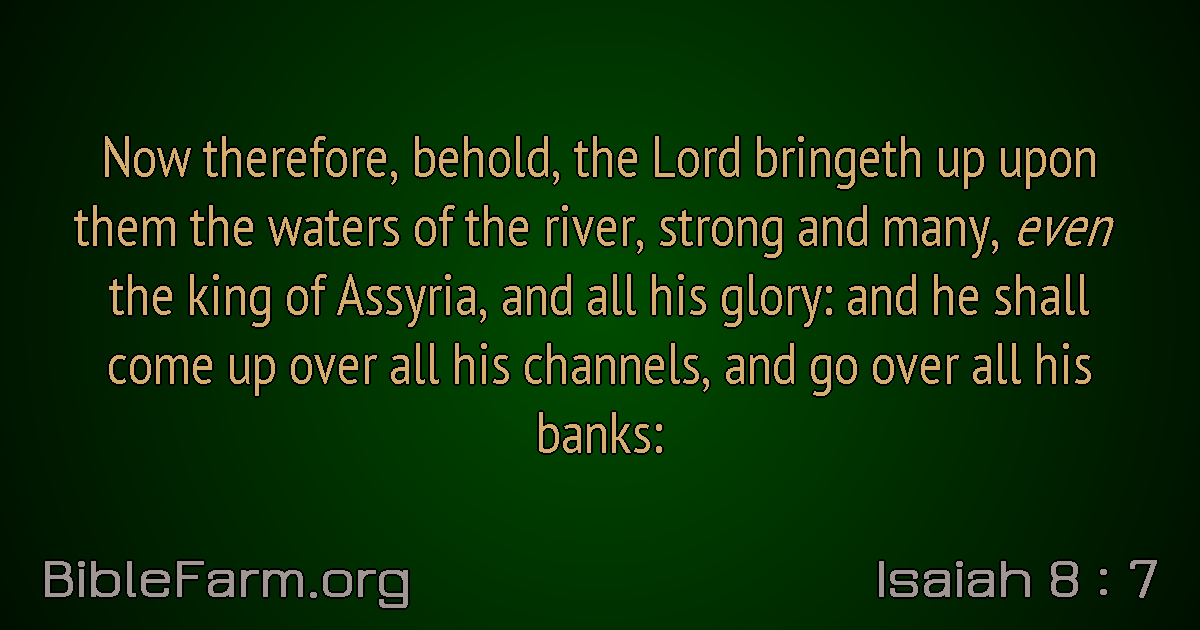 Now therefore, behold, the Lord bringeth up upon
them the waters of the river, strong and many, even
the king of Assyria, and all his glory: and he shall
come up over all his channels, and go over all his
banks:
BibleFarm.org
Isaiah 8 : 7